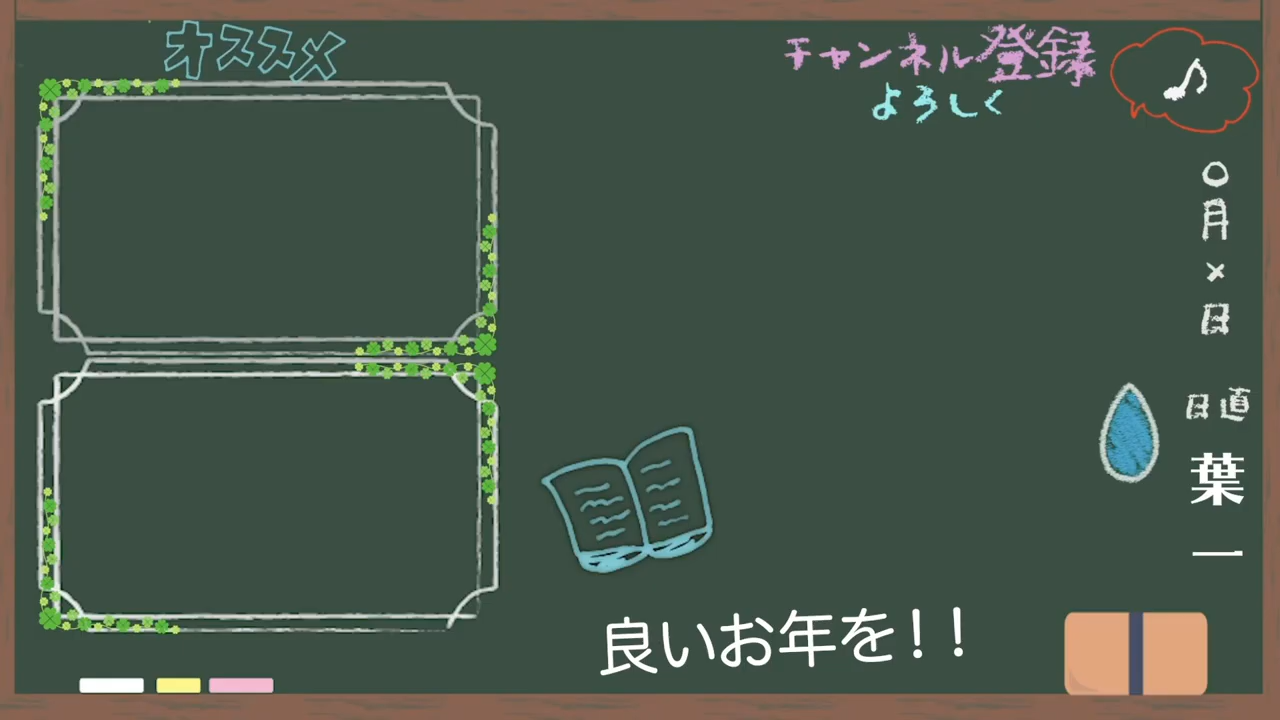 オススメ
チャンネル登録
よろしく
〇月×日
日直
葉一
良いお年を!!